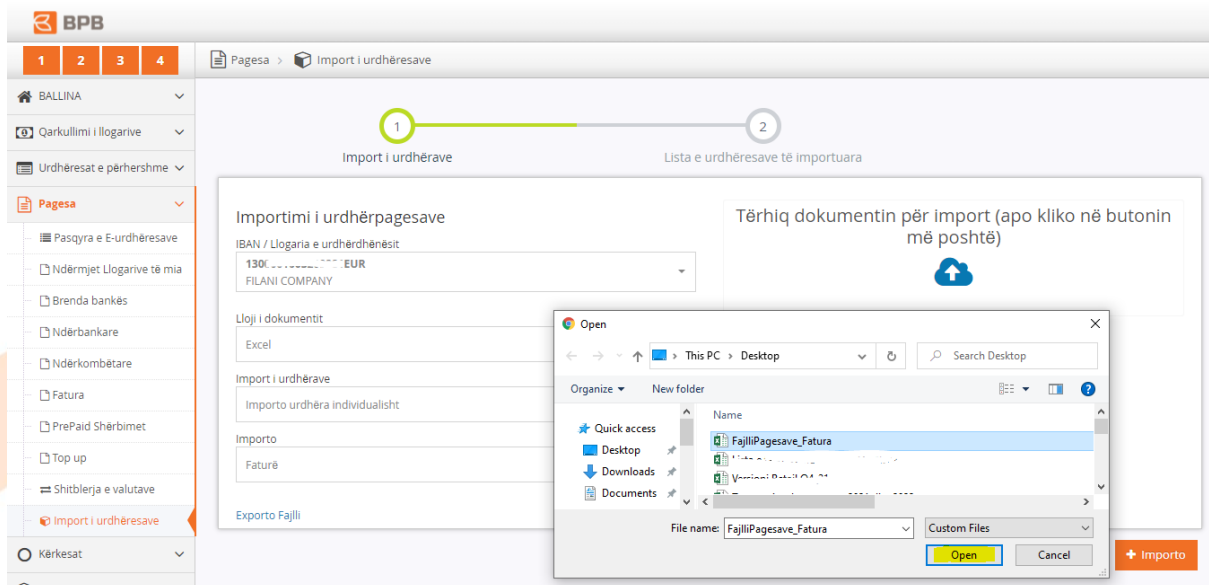 BPB
1 2 3 4
Pagesa > Import i urdhëresave
BALLINA
Qarkullimi i llogarive
Urdhëresat e përhershme
Pagesa
Pasqyra e E-urdhëresave
Ndërmjet Llogarive të mia
Brenda bankës
Ndërbankare
Ndërkombëtare
Fatura
PrePaid Shërbimet
Top up
Shitblerja e valutave
Import i urdhëresave
Kërkesat
1
Import i urdhërave
2
Lista e urdhëresave të importuara
Importimi i urdhërpagesave
IBAN / Llogaria e urdhërdhënësit
EUR
FILANI COMPANY
Lloji i dokumentit
Excel
Import i urdhërave
Importo urdhëra individualisht
Importo
Faturë
Exporto Fajlli
Tërhiq dokumentin për import (apo kliko në butonin
më poshtë)
Open
This PC > Desktop
Search Desktop
Organize
New folder
Quick access
Desktop
Downloads
Documents
Name
FajlliPagesave_Fatura
File name: FajlliPagesave_Fatura
Custom Files
Open
Cancel
+ Importo